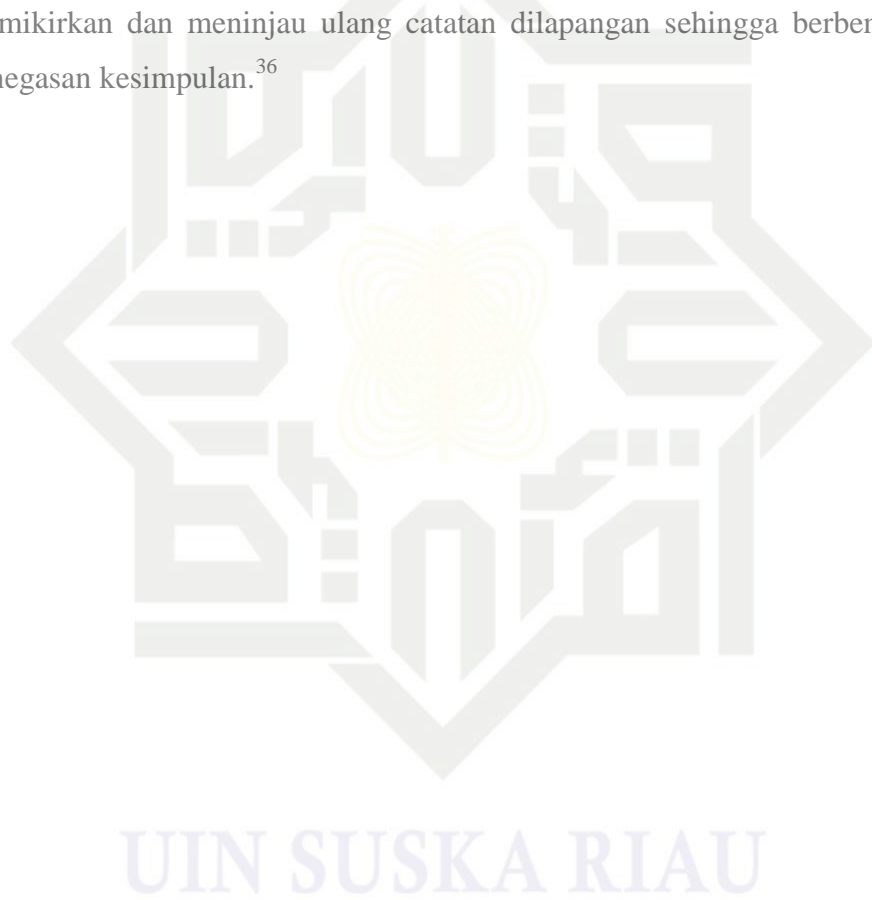 mikirkan dan meninjau ulang catatan dilapangan sehingga berben
negasan kesimpulan.36
UIN SUSKA RIAU